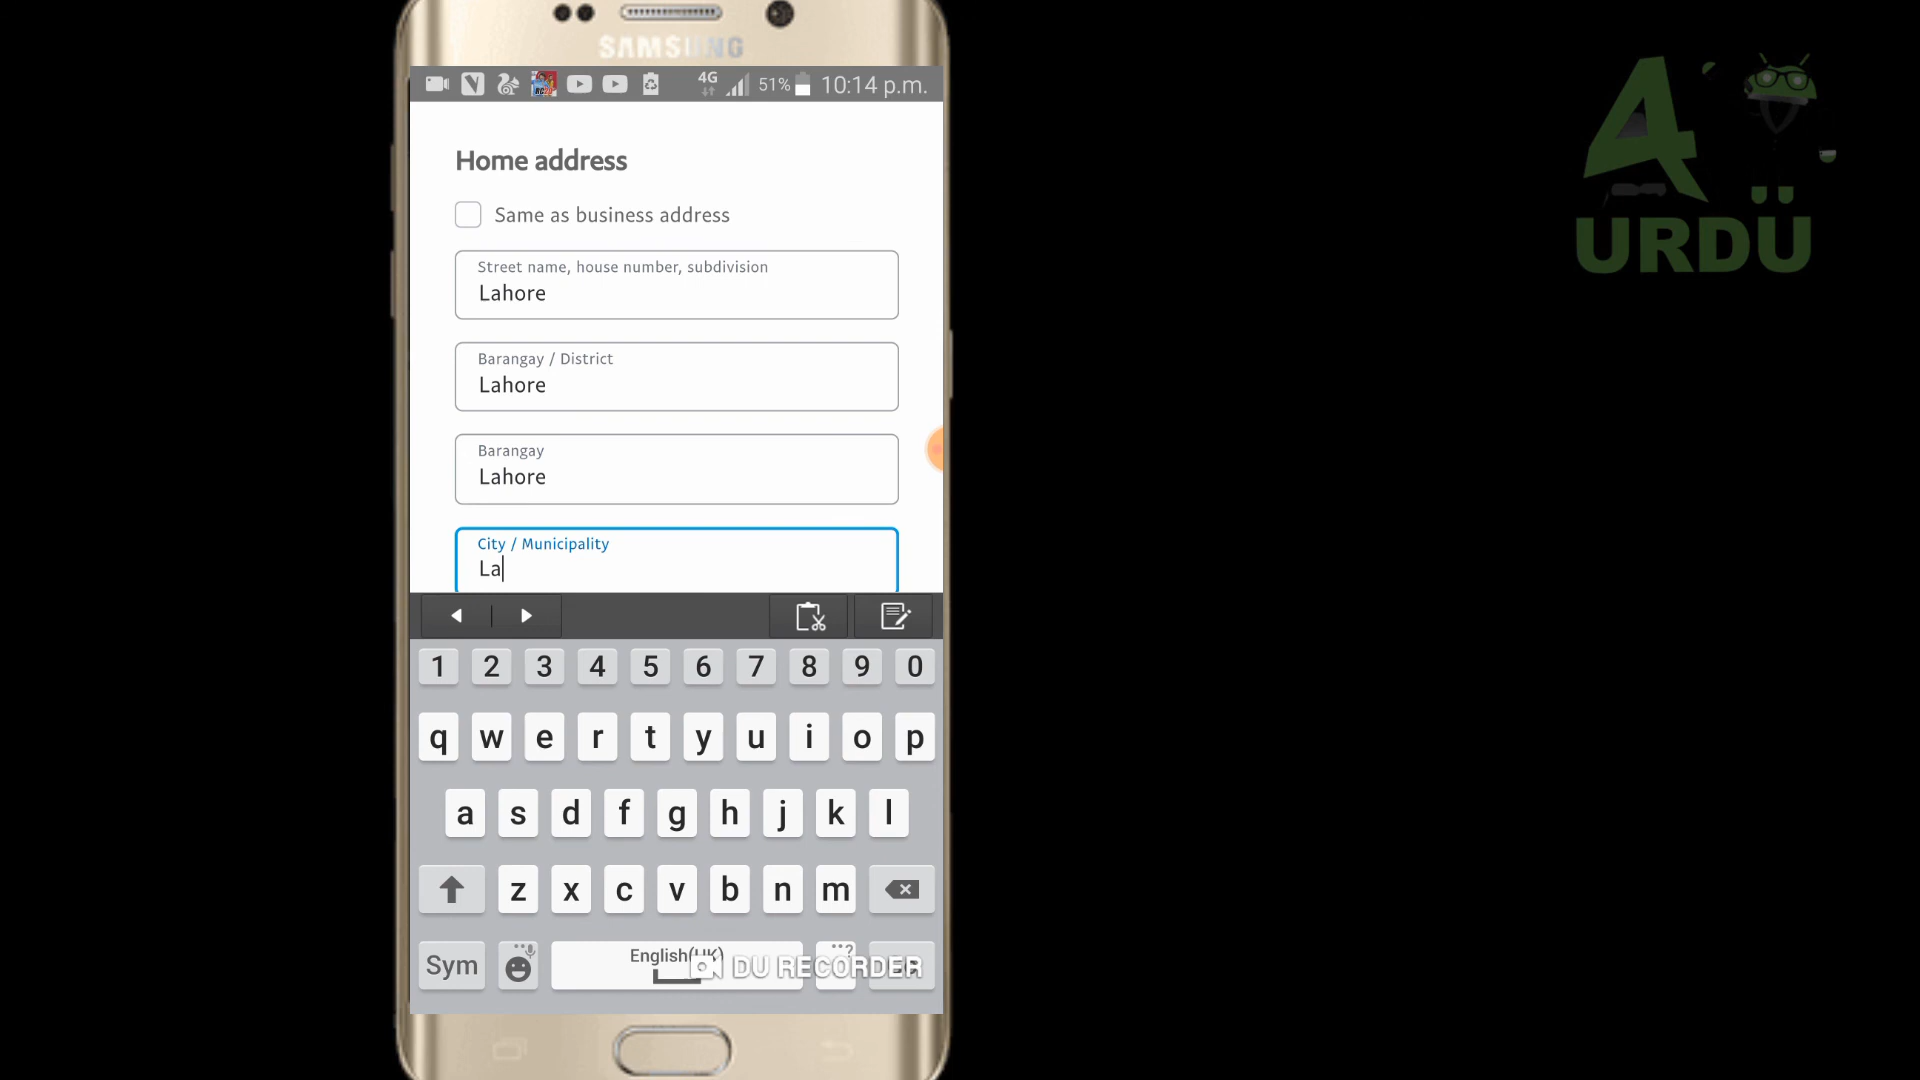 SAMSUNG
4G 51% 10:14 p.m.
Home address
Same as business address
Street name, house number, subdivision
Lahore
Barangay / District
Lahore
Barangay
Lahore
City / Municipality
La
1 2 3 4 5 6 7 8 9 0
q w e r t y u i o p
a s d f g h j k l
z x c v b n m
Sym English(UK)
DU RECORDER
4
URDU